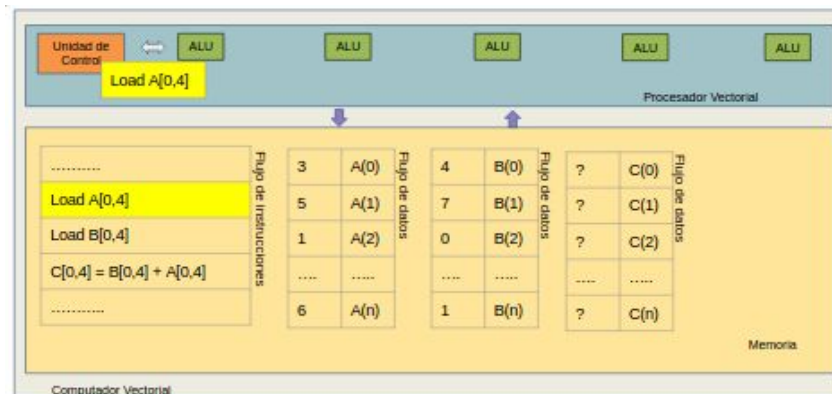 Unidad de
Control
ALU
ALU
ALU
ALU
ALU
Load A[0,4]
Procesador Vectorial
..........
Load A[0,4]
Load B[0,4]
C[0,4] = B[0,4] + A[0,4]
...........
Flujo de Instrucciones
3 A(0)
5 A(1)
1 A(2)
.... .....
6 A(n)
Flujo de datos
4 B(0)
7 B(1)
0 B(2)
.... .....
1 B(n)
Flujo de datos
? C(0)
? C(1)
? C(2)
.... .....
? C(n)
Flujo de datos
Memoria
Computador Vectorial